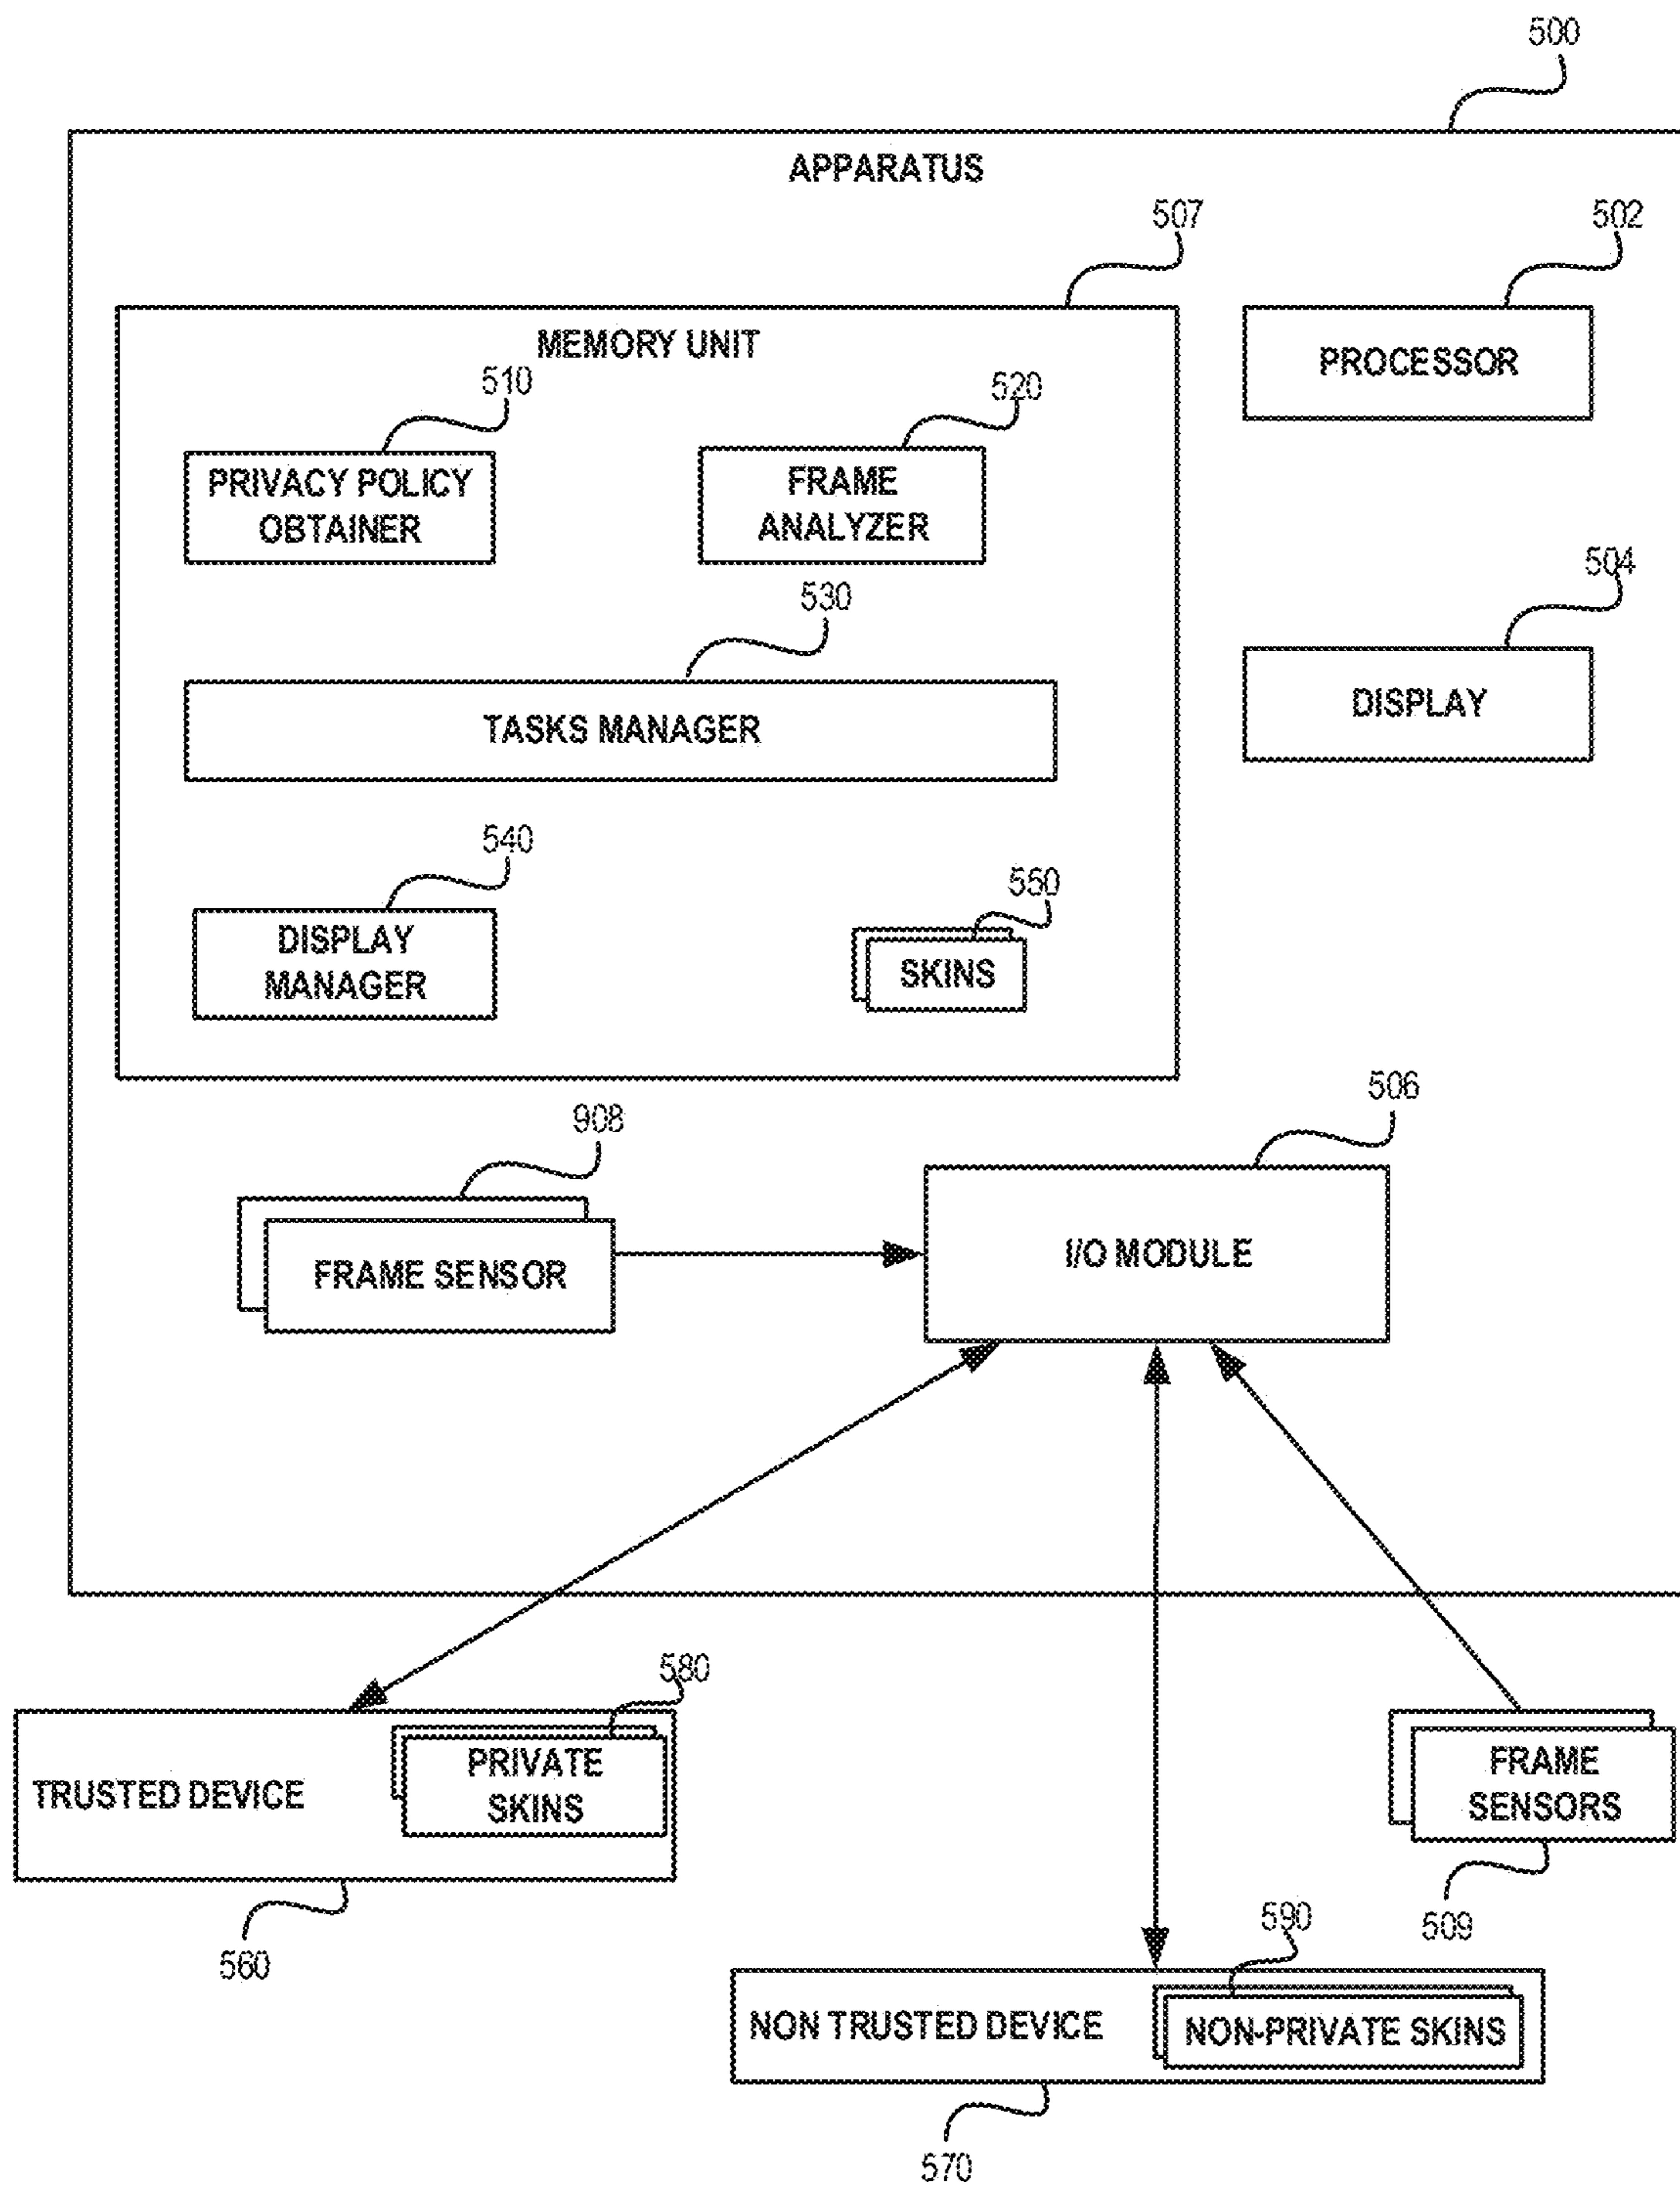 500
APPARATUS
507
502
MEMORY UNIT
PROCESSOR
510
520
PRIVACY POLICY
OBTAINER
FRAME
ANALYZER
504
530
TASKS MANAGER
DISPLAY
540
550
DISPLAY
MANAGER
SKINS
506
908
I/O MODULE
FRAME SENSOR
580
PRIVATE
SKINS
TRUSTED DEVICE
FRAME
SENSORS
560
509
590
NON TRUSTED DEVICE
NON-PRIVATE SKINS
570